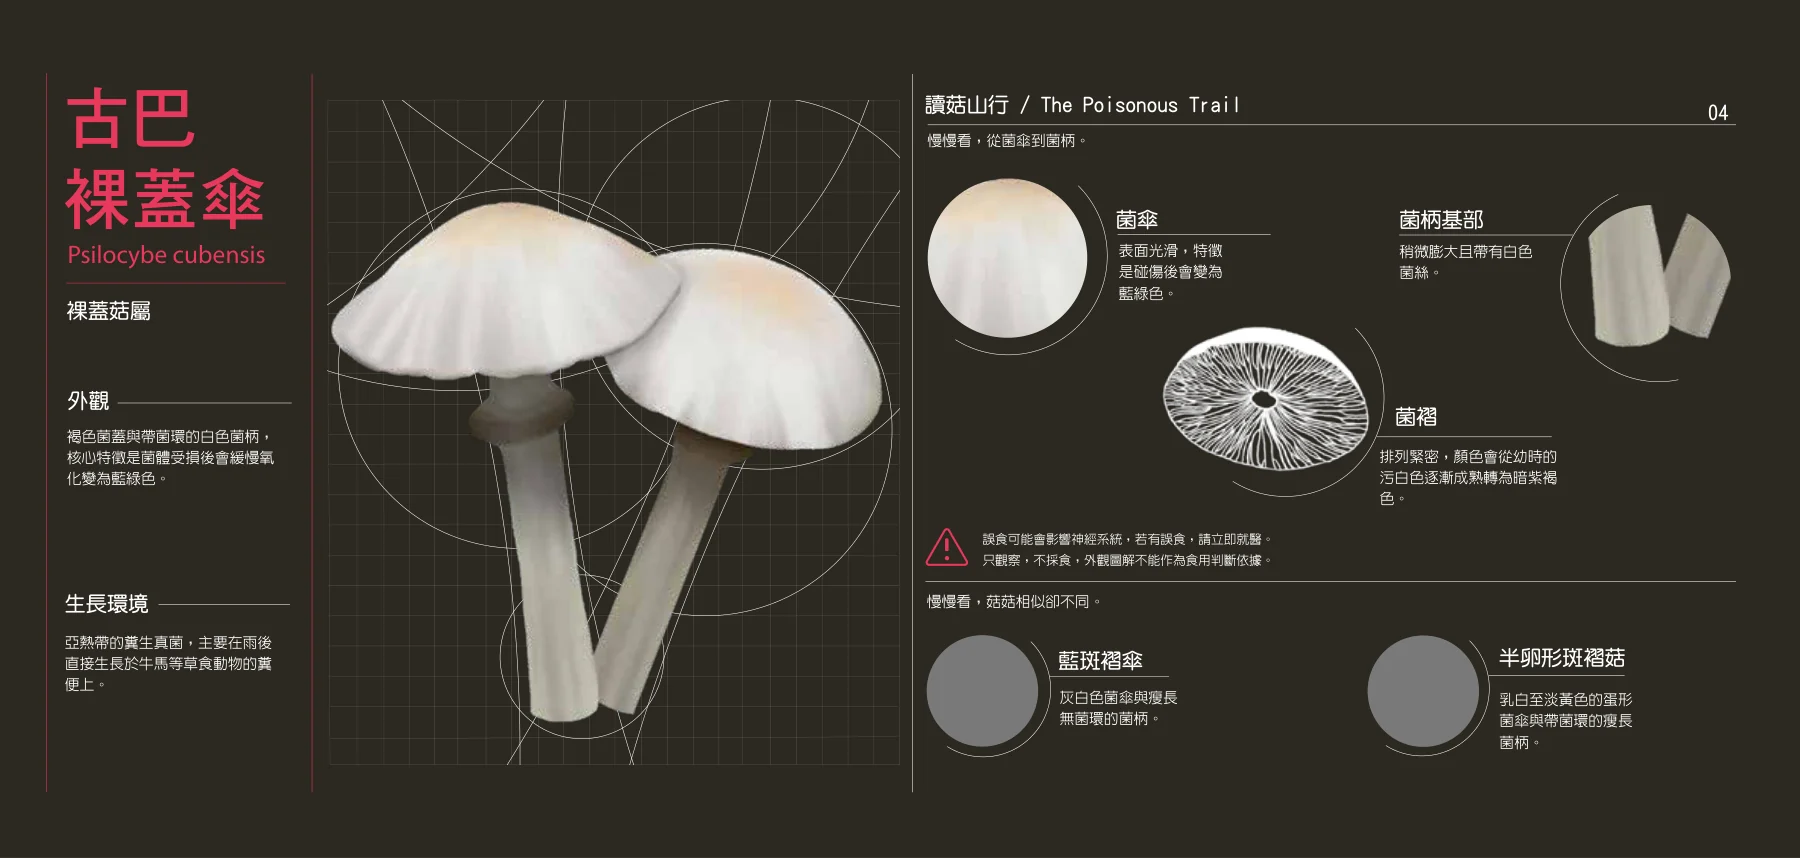 古巴
裸蓋傘
Psilocybe cubensis
裸蓋菇屬
外觀
褐色菌蓋與帶菌環的白色菌柄，
核心特徵是菌體受損後會緩慢氧
化變為藍綠色。
生長環境
亞熱帶的糞生真菌，主要在雨後
直接生長於牛馬等草食動物的糞
便上。
讀菇山行 / The Poisonous Trail
04
慢慢看，從菌傘到菌柄。
菌傘
表面光滑，特徵
是碰傷後會變為
藍綠色。
菌柄基部
稍微膨大且帶有白色
菌絲。
菌褶
排列緊密，顏色會從幼時的
污白色逐漸成熟轉為暗紫褐
色。
誤食可能會影響神經系統，若有誤食，請立即就醫。
只觀察，不採食，外觀圖解不能作為食用判斷依據。
慢慢看，菇菇相似卻不同。
藍斑褶傘
灰白色菌傘與瘦長
無菌環的菌柄。
半卵形斑褶菇
乳白至淡黃色的蛋形
菌傘與帶菌環的瘦長
菌柄。